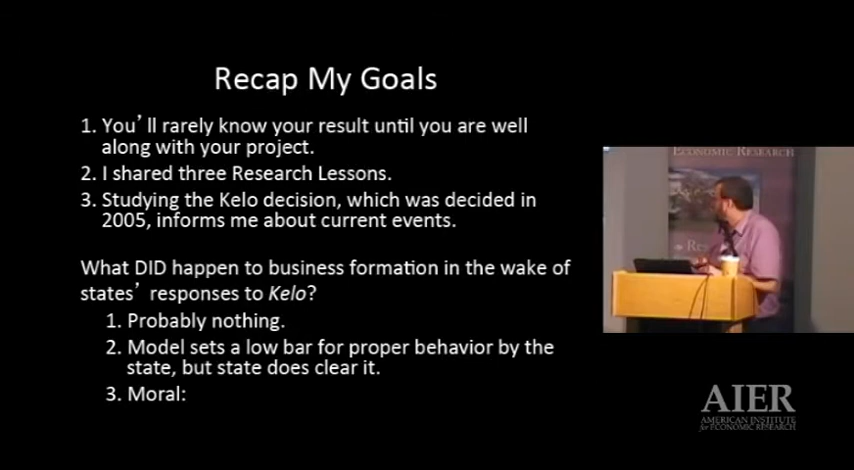 Recap My Goals
1. You'll rarely know your result until you are well
along with your project.
2. I shared three Research Lessons.
3. Studying the Kelo decision, which was decided in
2005, informs me about current events.
What DID happen to business formation in the wake of
states' responses to Kelo?
1. Probably nothing.
2. Model sets a low bar for proper behavior by the
state, but state does clear it.
3. Moral:
Economic Research
AIER
AMERICAN INSTITUTE
for ECONOMIC RESEARCH